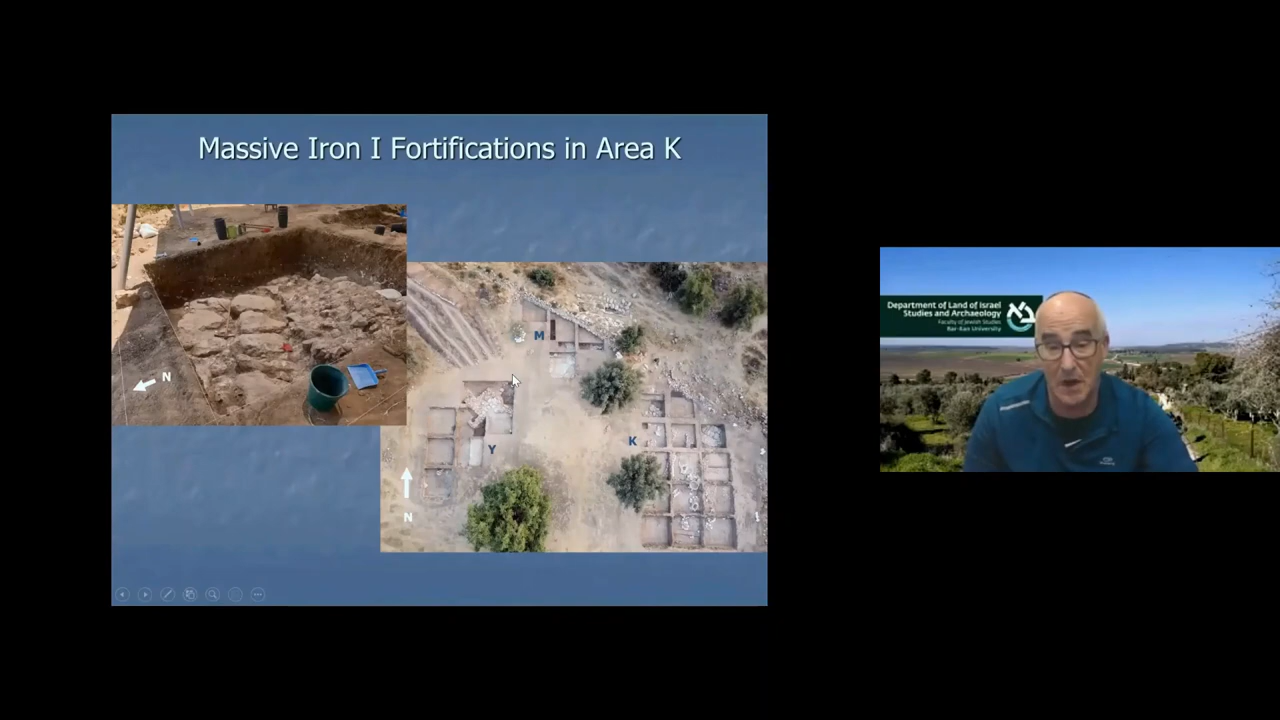 Massive Iron I Fortifications in Area K
N
M
K
Y
N
Department of Land of Israel
Studies and Archaeology
Faculty of Jewish Studies
Bar-Ilan University